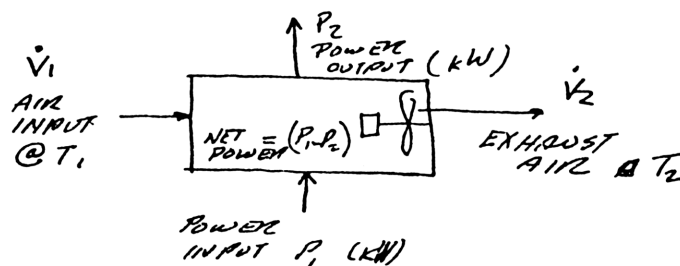 P2
POWER
OUTPUT (KW)
V̇1
AIR
INPUT
@ T1
NET
POWER = (P1-P2)
V̇2
EXHAUST
AIR @ T2
POWER
INPUT P1 (KW)